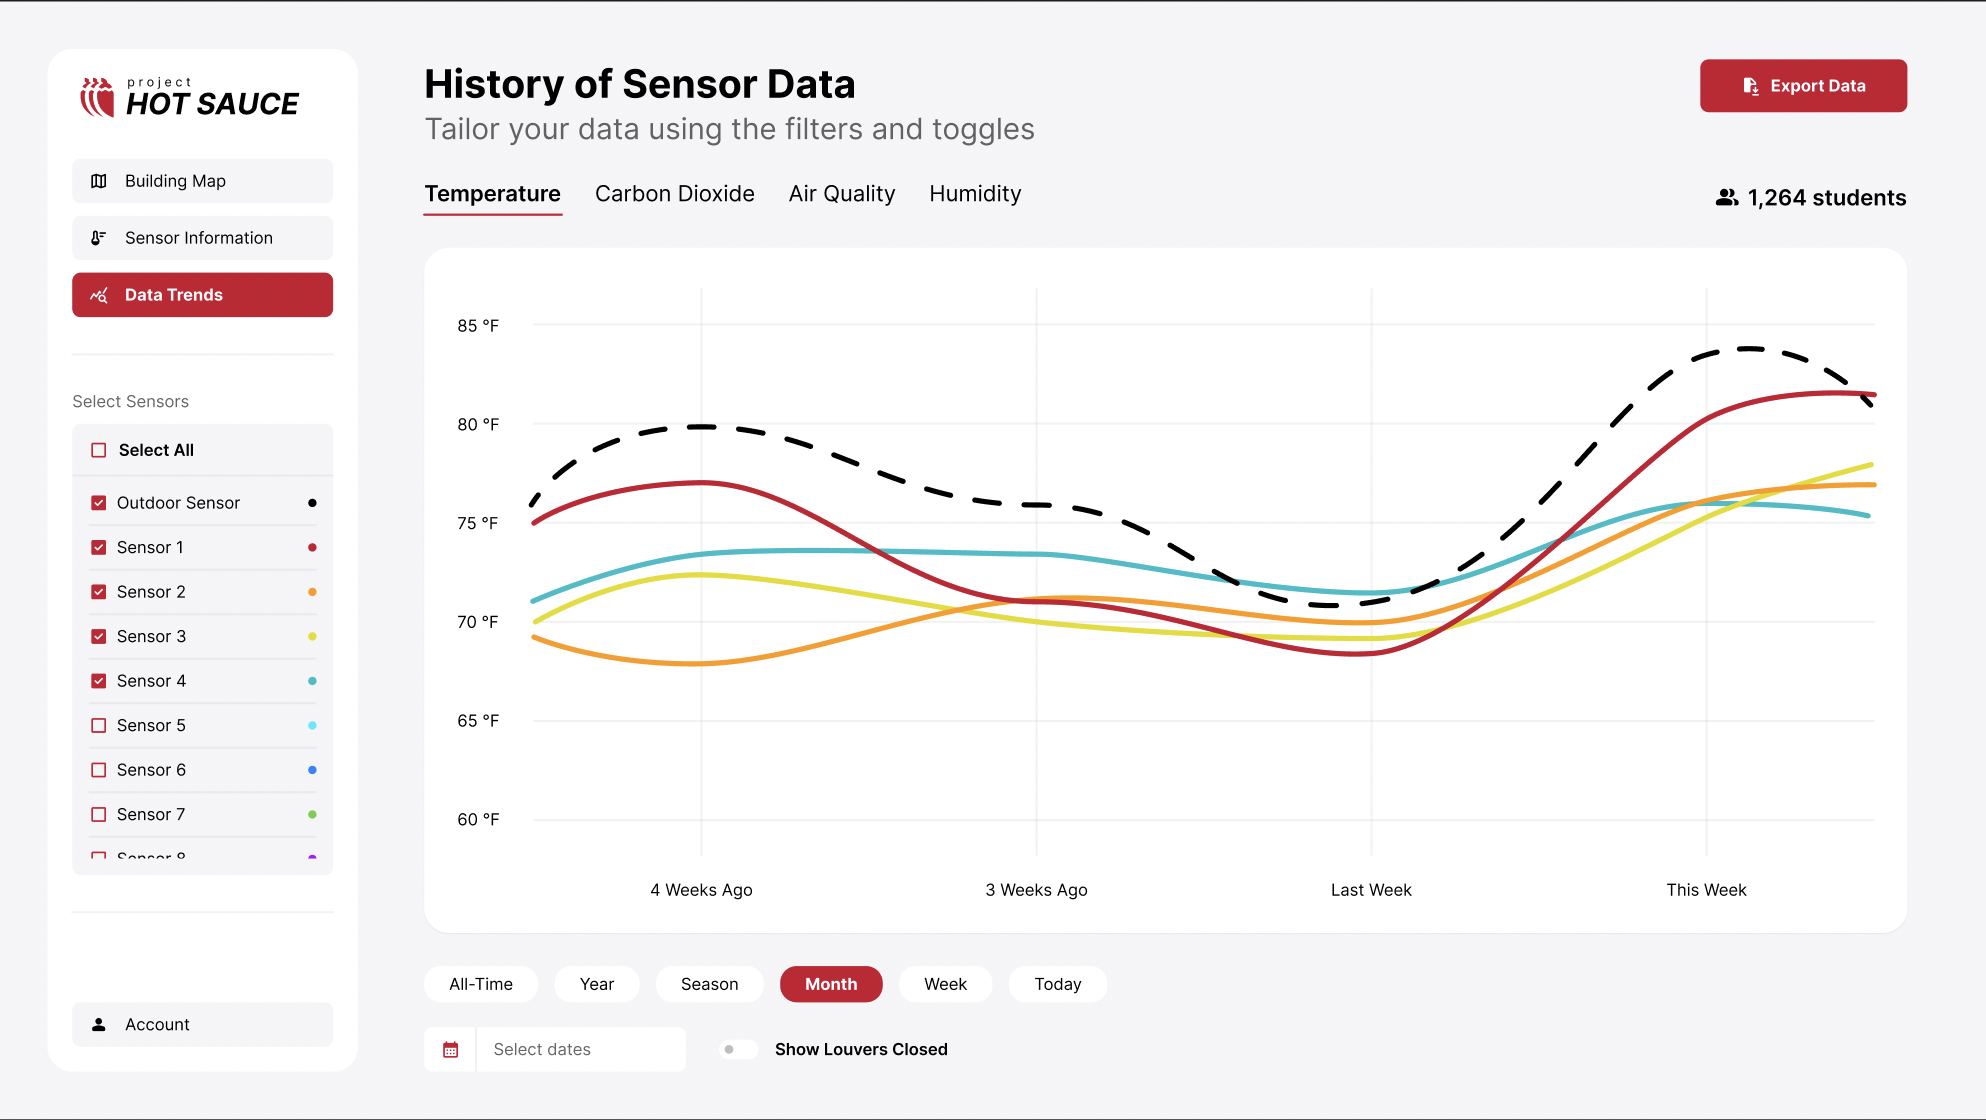 project
HOT SAUCE
Building Map
Sensor Information
Data Trends
Select Sensors
Select All
Outdoor Sensor
Sensor 1
Sensor 2
Sensor 3
Sensor 4
Sensor 5
Sensor 6
Sensor 7
Sensor 8
Account
History of Sensor Data
Tailor your data using the filters and toggles
Export Data
Temperature Carbon Dioxide Air Quality Humidity
1,264 students
85 °F
80 °F
75 °F
70 °F
65 °F
60 °F
4 Weeks Ago 3 Weeks Ago Last Week This Week
All-Time Year Season Month Week Today
Select dates
Show Louvers Closed